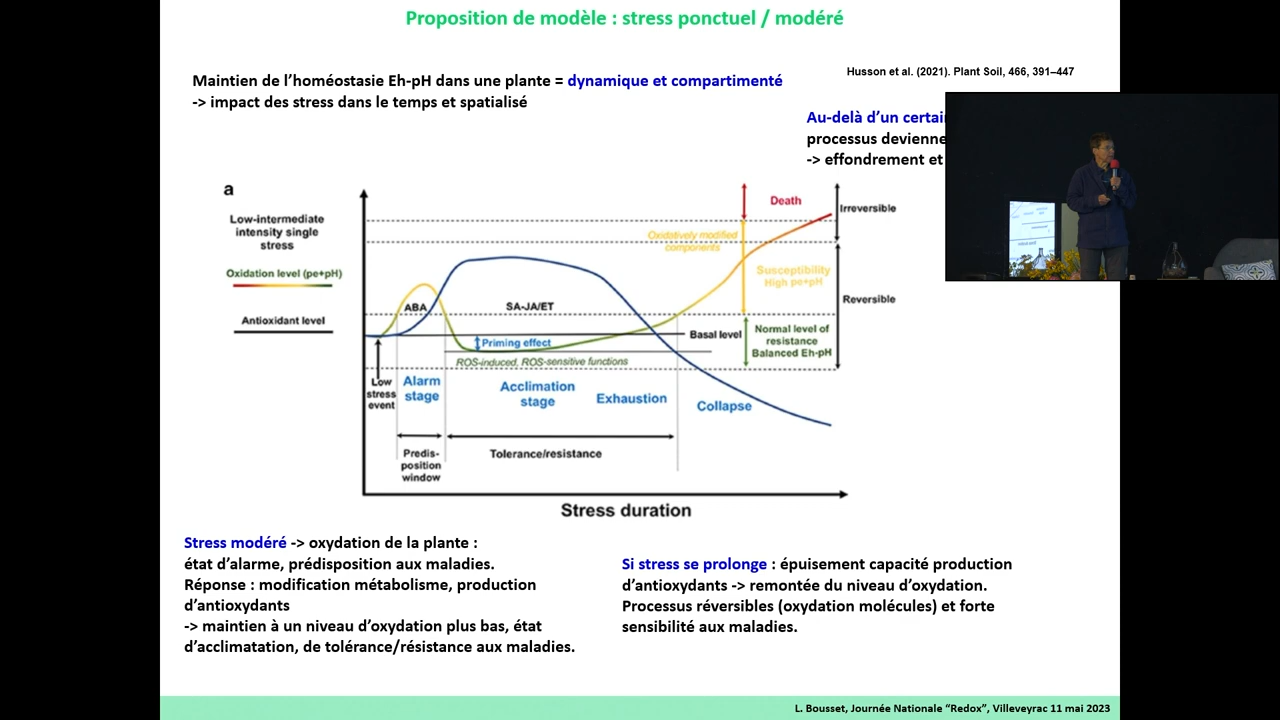 Proposition de modèle : stress ponctuel / modéré
Maintien de l'homéostasie Eh-pH dans une plante = dynamique et compartimenté
-> impact des stress dans le temps et spatialisé
Husson et al. (2021). Plant Soil, 466, 391–447
Au-delà d'un
processus
-> effondrement et
a
Low-intermediate
intensity single
stress
Oxidation level (pe+pH)
Antioxidant level
ABA
SA-JA/ET
Priming effect
ROS-induced, ROS-sensitive functions
Basal level
Oxidatively modified
components
Death
Irreversible
Susceptibility
High pe+pH
Reversible
Normal level of
resistance
Balanced Eh-pH
Low
stress
event
Alarm
stage
Acclimation
stage
Exhaustion
Collapse
Predis-
position
window
Tolerance/resistance
Stress duration
Stress modéré -> oxydation de la plante :
état d'alarme, prédisposition aux maladies.
Réponse : modification métabolisme, production
d'antioxydants
-> maintien à un niveau d'oxydation plus bas, état
d'acclimatation, de tolérance/résistance aux maladies.
Si stress se prolonge : épuisement capacité production
d'antioxydants -> remontée du niveau d'oxydation.
Processus réversibles (oxydation molécules) et forte
sensibilité aux maladies.
L. Bousset, Journée Nationale "Redox", Villeveyrac 11 mai 2023